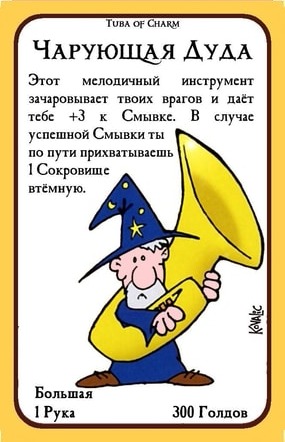 Tuba of Charm
Чарующая Дуда
Этот мелодичный инструмент
зачаровывает твоих врагов и даёт
тебе +3 к Смывке. В случае
успешной Смывки ты
по пути прихватываешь
1 Сокровище
втёмную.
Kovalic
Большая
1 Рука 300 Голдов